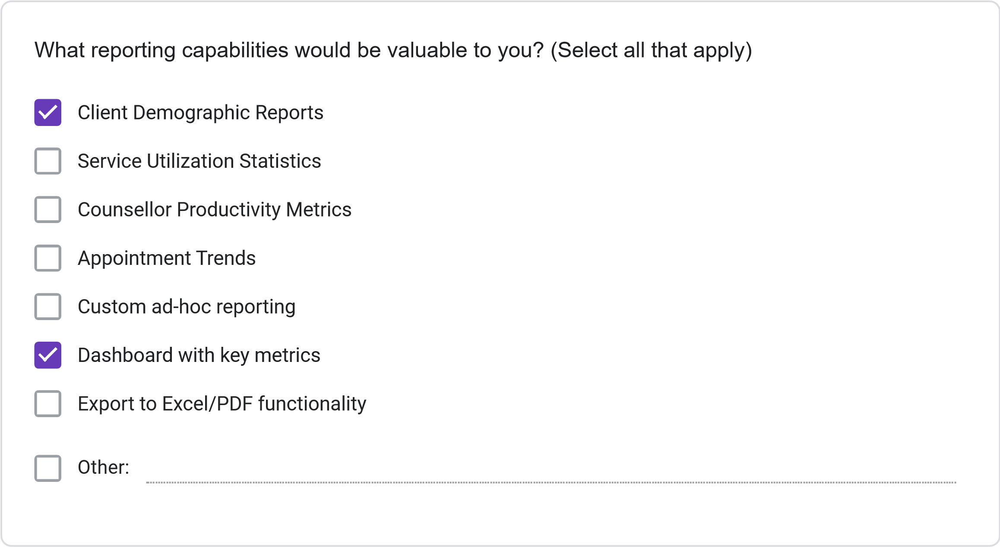 What reporting capabilities would be valuable to you? (Select all that apply)
Client Demographic Reports
Service Utilization Statistics
Counsellor Productivity Metrics
Appointment Trends
Custom ad-hoc reporting
Dashboard with key metrics
Export to Excel/PDF functionality
Other: